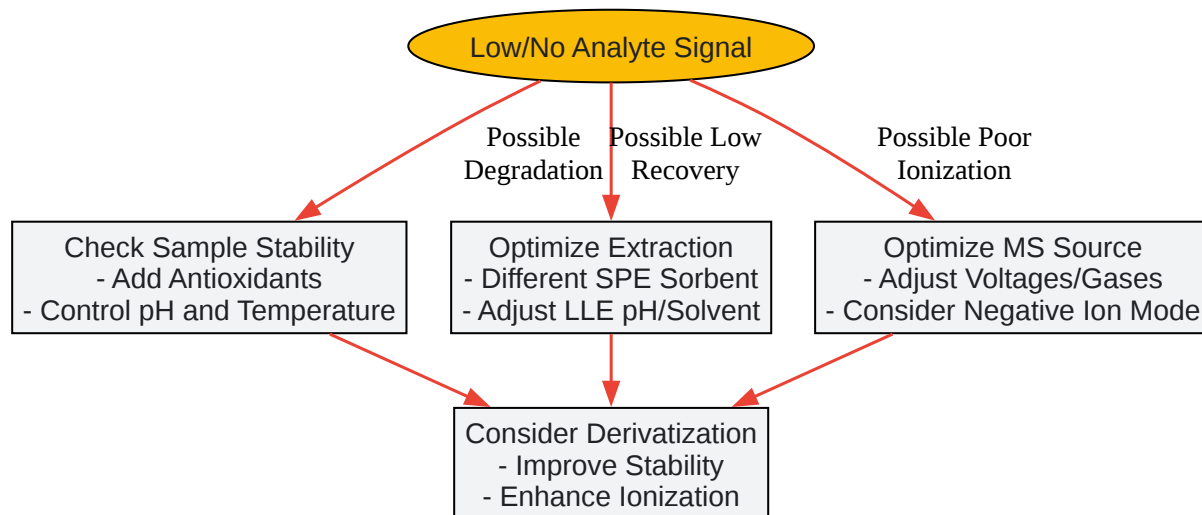 Low/No Analyte Signal
Possible
Degradation
Possible Low
Recovery
Possible Poor
Ionization
Check Sample Stability
- Add Antioxidants
- Control pH and Temperature
Optimize Extraction
- Different SPE Sorbent
- Adjust LLE pH/Solvent
Optimize MS Source
- Adjust Voltages/Gases
- Consider Negative Ion Mode
Consider Derivatization
- Improve Stability
- Enhance Ionization